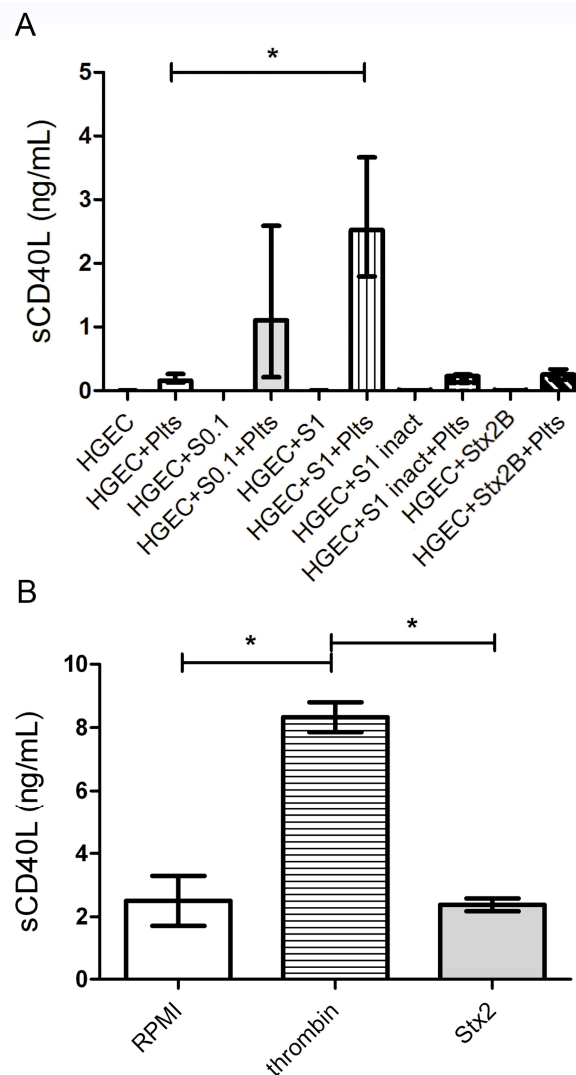 A
*
sCD40L (ng/mL)
5
4
3
2
1
0
HGEC
HGEC+Plts
HGEC+S0.1
HGEC+S0.1+Plts
HGEC+S1
HGEC+S1+Plts
HGEC+S1 inact
HGEC+S1 inact+Plts
HGEC+Stx2B
HGEC+Stx2B+Plts
B
*
*
sCD40L (ng/mL)
10
8
6
4
2
0
RPMI
thrombin
Stx2